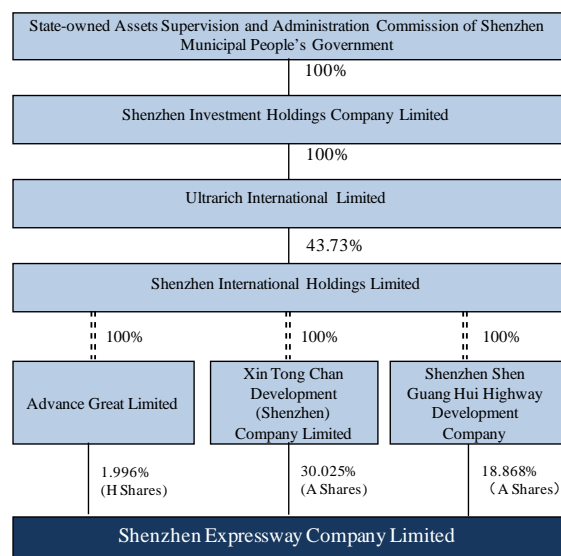 State-owned Assets Supervision and Administration Commission of Shenzhen
Municipal People's Government
100%
Shenzhen Investment Holdings Company Limited
100%
Ultrarich International Limited
43.73%
Shenzhen International Holdings Limited
100%
100%
100%
Advance Great Limited
Xin Tong Chan
Development
(Shenzhen)
Company Limited
Shenzhen Shen
Guang Hui Highway
Development
Company
1.996%
(H Shares)
30.025%
(A Shares)
18.868%
（A Shares）
Shenzhen Expressway Company Limited